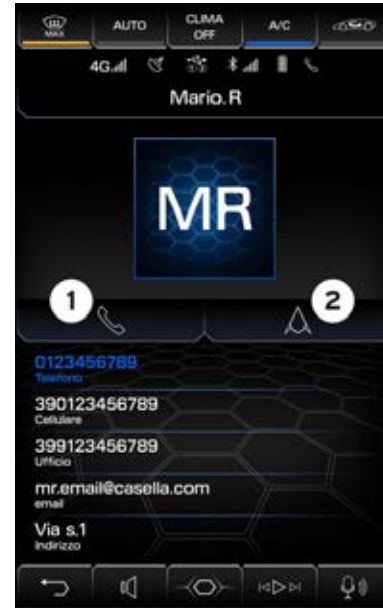 MAX
AUTO
CLIMA
OFF
A/C
4G
Mario.R
MR
1
2
0123456789
Telefono
390123456789
Cellulare
399123456789
Ufficio
mr.email@casella.com
email
Via s.1
Indirizzo